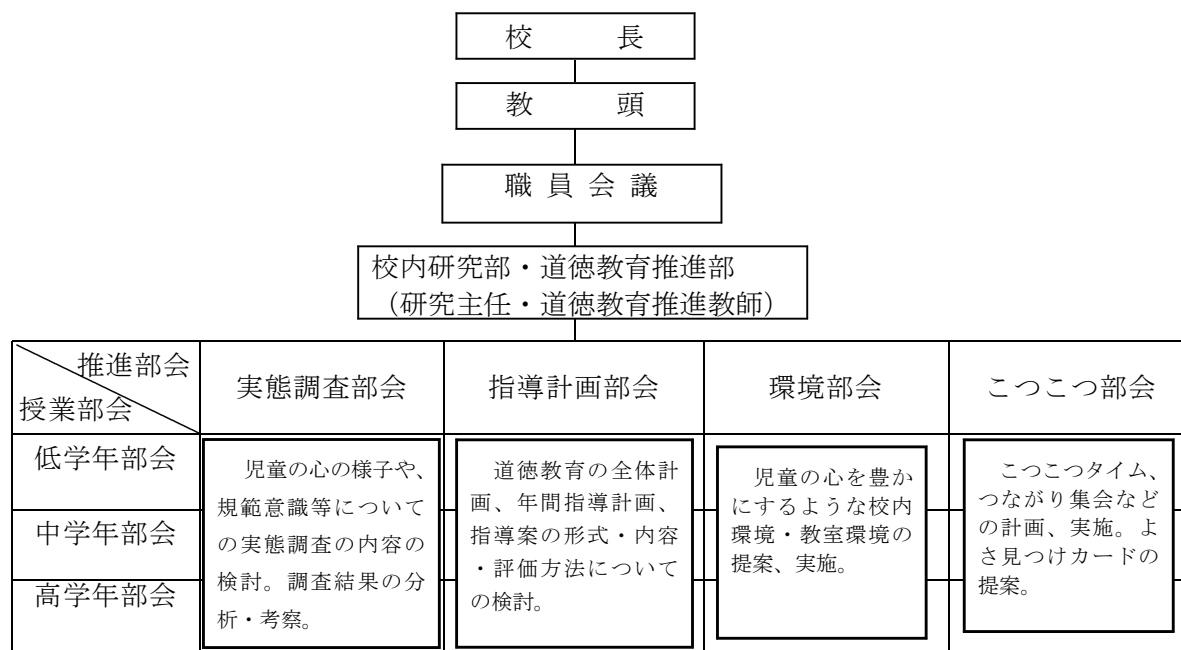 校　　長
教　　頭
職 員 会 議
校内研究部・道徳教育推進部
（研究主任・道徳教育推進教師）
推進部会
授業部会
実態調査部会
指導計画部会
環境部会
こつこつ部会
低学年部会
中学年部会
高学年部会
児童の心の様子や、
規範意識等について
の実態調査の内容の
検討。調査結果の分
析・考察。
道徳教育の全体計
画、年間指導計画、
指導案の形式・内容
・評価方法について
の検討。
児童の心を豊か
にするような校内
環境・教室環境の
提案、実施。
こつこつタイム、
つながり集会など
の計画、実施。よ
さ見つけカードの
提案。